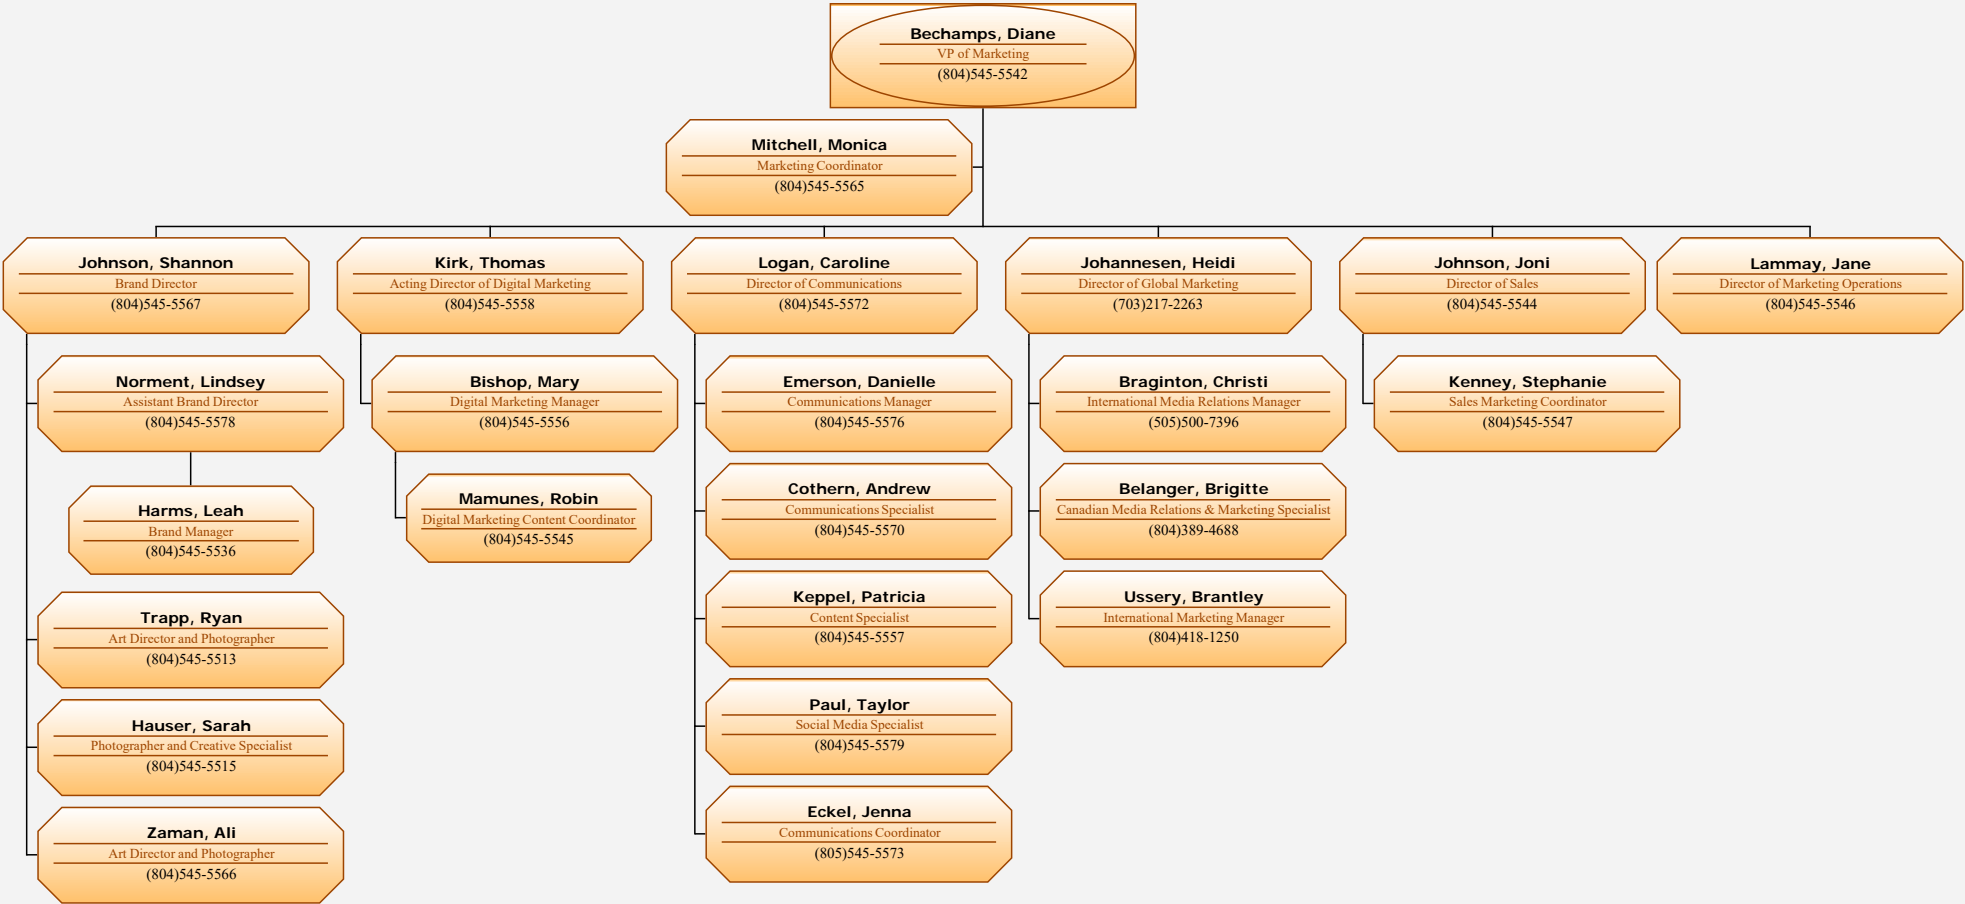 Bechamps, Diane
VP of Marketing
(804)545-5542
Mitchell, Monica
Marketing Coordinator
(804)545-5565
Johnson, Shannon
Brand Director
(804)545-5567
Kirk, Thomas
Acting Director of Digital Marketing
(804)545-5558
Logan, Caroline
Director of Communications
(804)545-5572
Johannesen, Heidi
Director of Global Marketing
(703)217-2263
Johnson, Joni
Director of Sales
(804)545-5544
Lammay, Jane
Director of Marketing Operations
(804)545-5546
Norment, Lindsey
Assistant Brand Director
(804)545-5578
Harms, Leah
Brand Manager
(804)545-5536
Trapp, Ryan
Art Director and Photographer
(804)545-5513
Hauser, Sarah
Photographer and Creative Specialist
(804)545-5515
Zaman, Ali
Art Director and Photographer
(804)545-5566
Bishop, Mary
Digital Marketing Manager
(804)545-5556
Mamunes, Robin
Digital Marketing Content Coordinator
(804)545-5545
Emerson, Danielle
Communications Manager
(804)545-5576
Cothern, Andrew
Communications Specialist
(804)545-5570
Keppel, Patricia
Content Specialist
(804)545-5557
Paul, Taylor
Social Media Specialist
(804)545-5579
Eckel, Jenna
Communications Coordinator
(805)545-5573
Braginton, Christi
International Media Relations Manager
(505)500-7396
Belanger, Brigitte
Canadian Media Relations & Marketing Specialist
(804)389-4688
Ussery, Brantley
International Marketing Manager
(804)418-1250
Kenney, Stephanie
Sales Marketing Coordinator
(804)545-5547